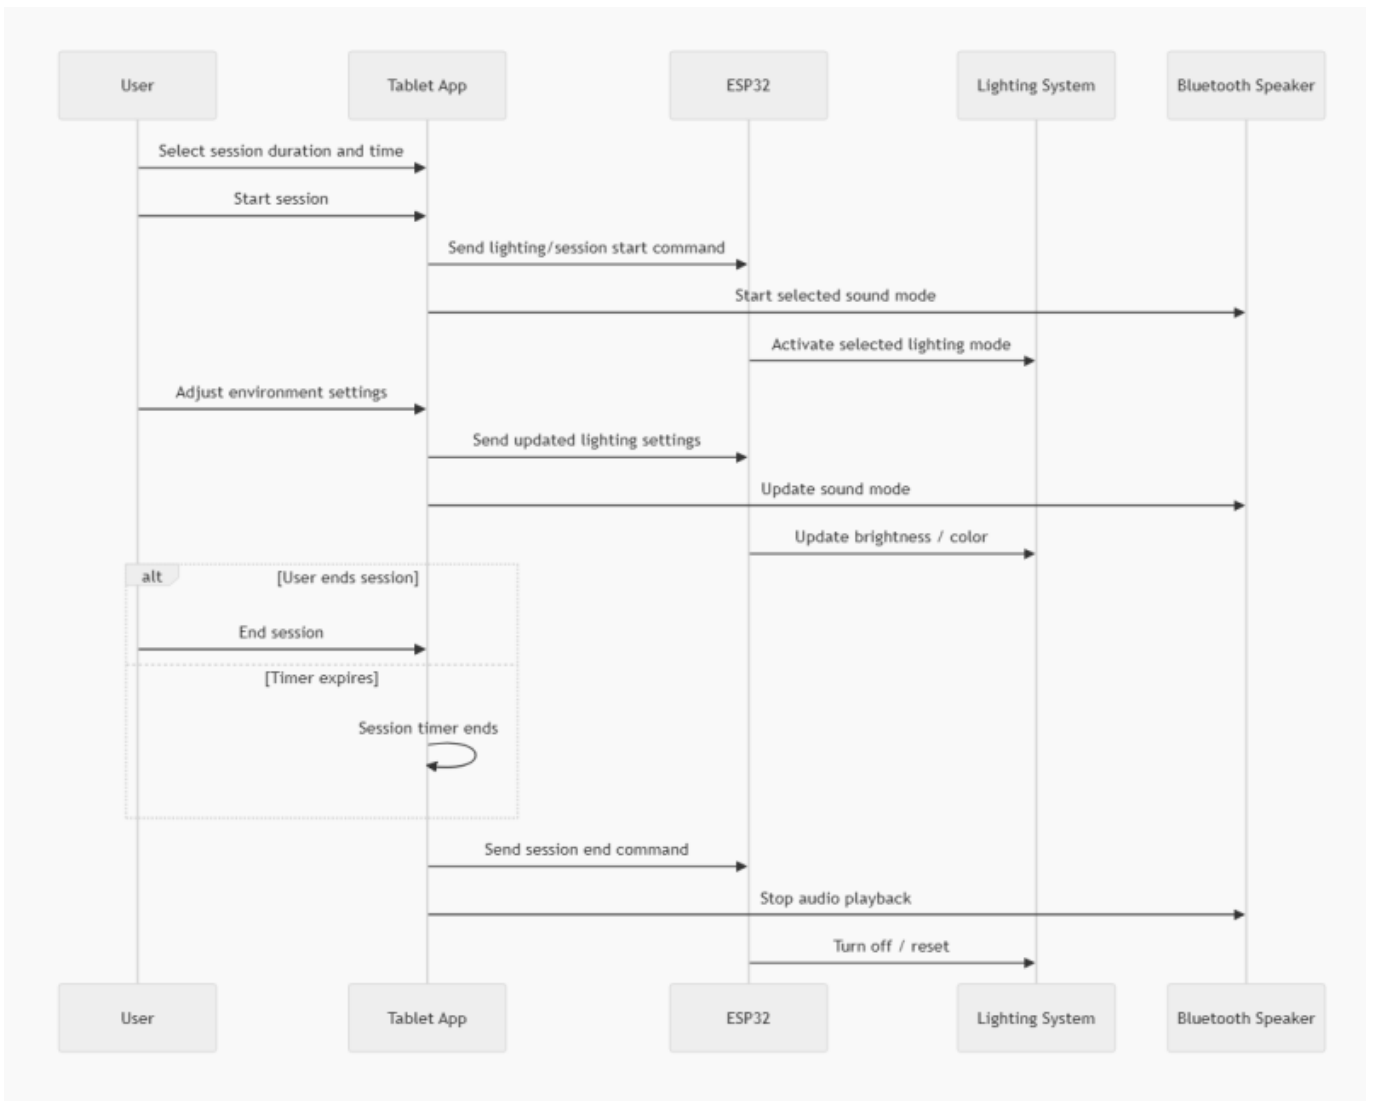 User
Tablet App
ESP32
Lighting System
Bluetooth Speaker
Select session duration and time
Start session
Send lighting/session start command
Start selected sound mode
Activate selected lighting mode
Adjust environment settings
Send updated lighting settings
Update sound mode
Update brightness / color
alt
[User ends session]
End session
[Timer expires]
Session timer ends
Send session end command
Stop audio playback
Turn off / reset
User
Tablet App
ESP32
Lighting System
Bluetooth Speaker